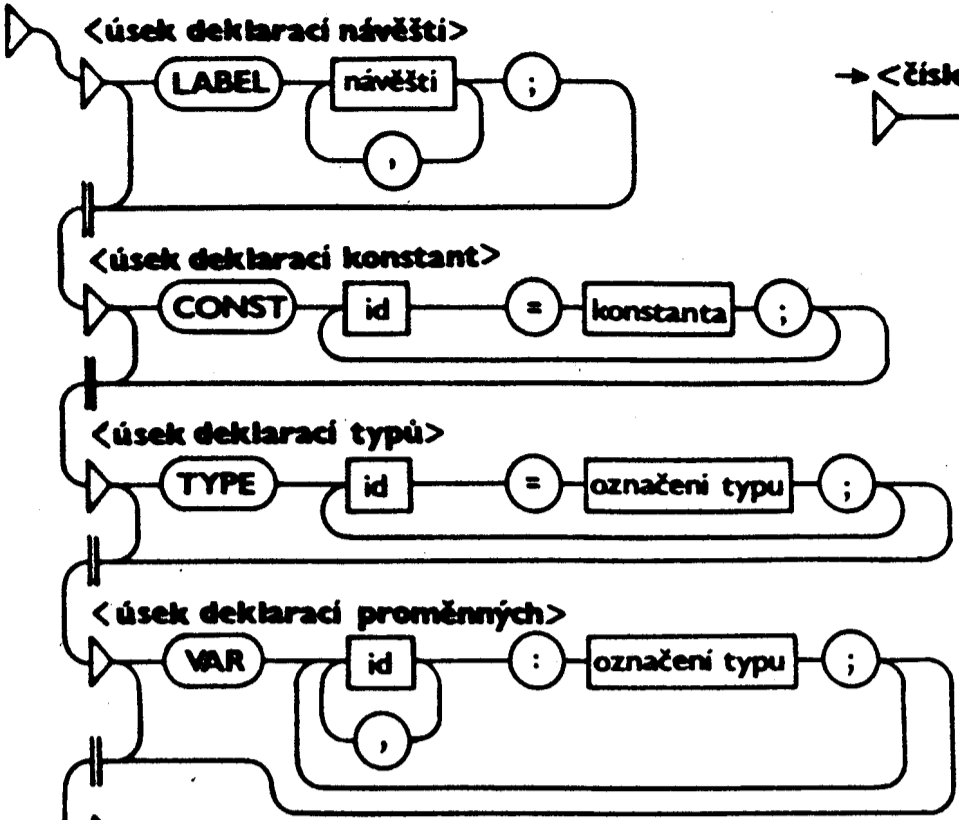 <úsek deklarací návěští>
LABEL návěští ;
,
→ <čísl
<úsek deklarací konstant>
CONST id = konstanta ;
<úsek deklarací typů>
TYPE id = označení typu ;
<úsek deklarací proměnných>
VAR id : označení typu ;
,